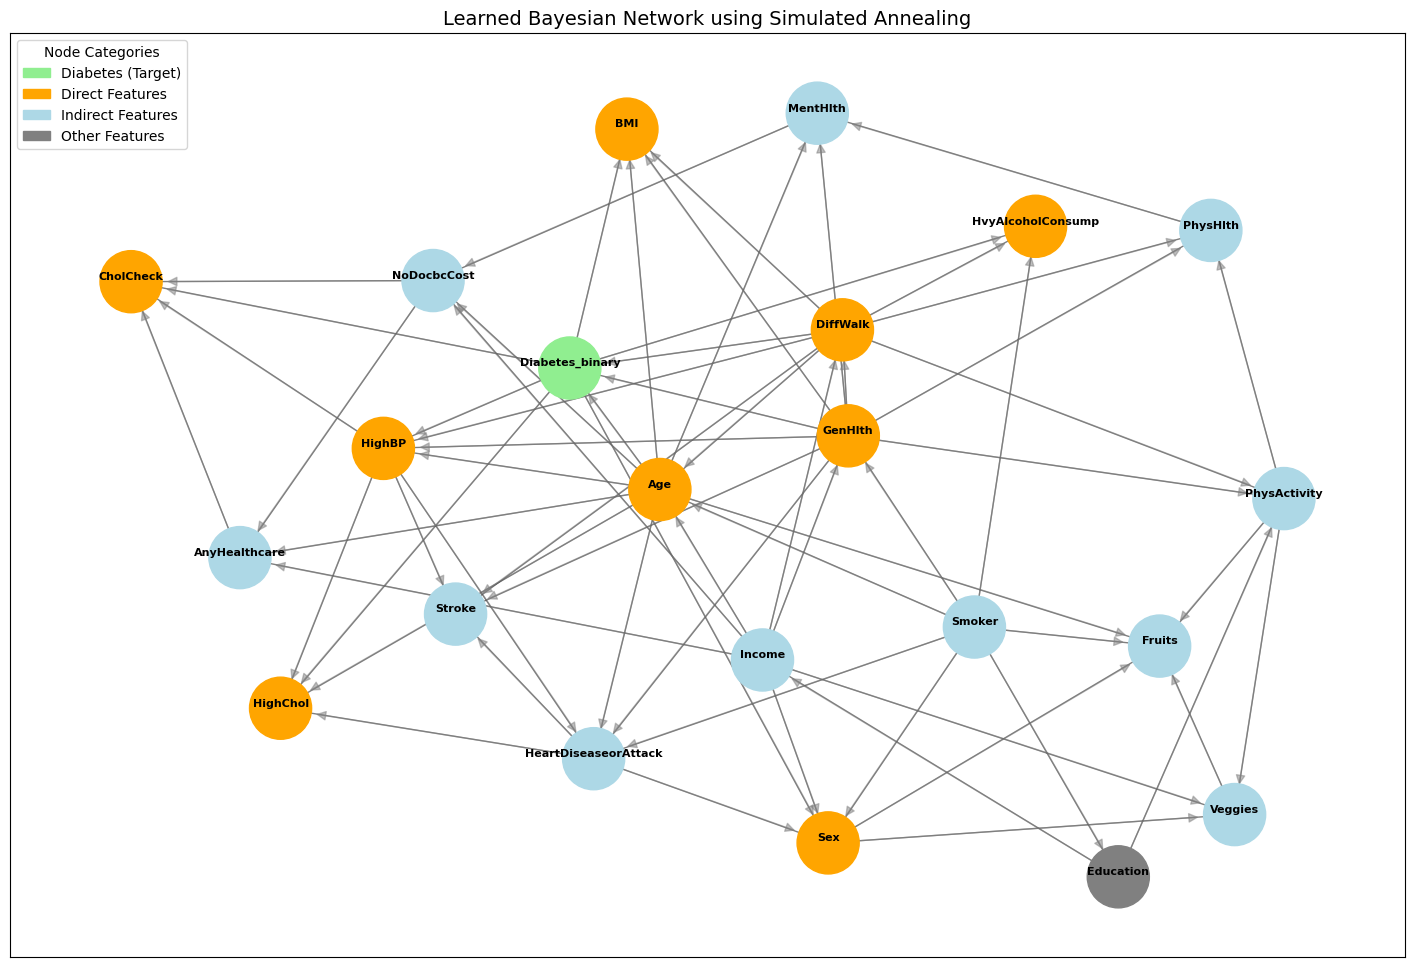 Learned Bayesian Network using Simulated Annealing
Node Categories
Diabetes (Target)
Direct Features
Indirect Features
Other Features
MentHlth
BMI
HvyAlcoholConsump
PhysHlth
CholCheck
NoDocbcCost
DiffWalk
Diabetes_binary
GenHlth
HighBP
Age
PhysActivity
AnyHealthcare
Stroke
Smoker
Fruits
Income
HighChol
HeartDiseaseorAttack
Veggies
Sex
Education